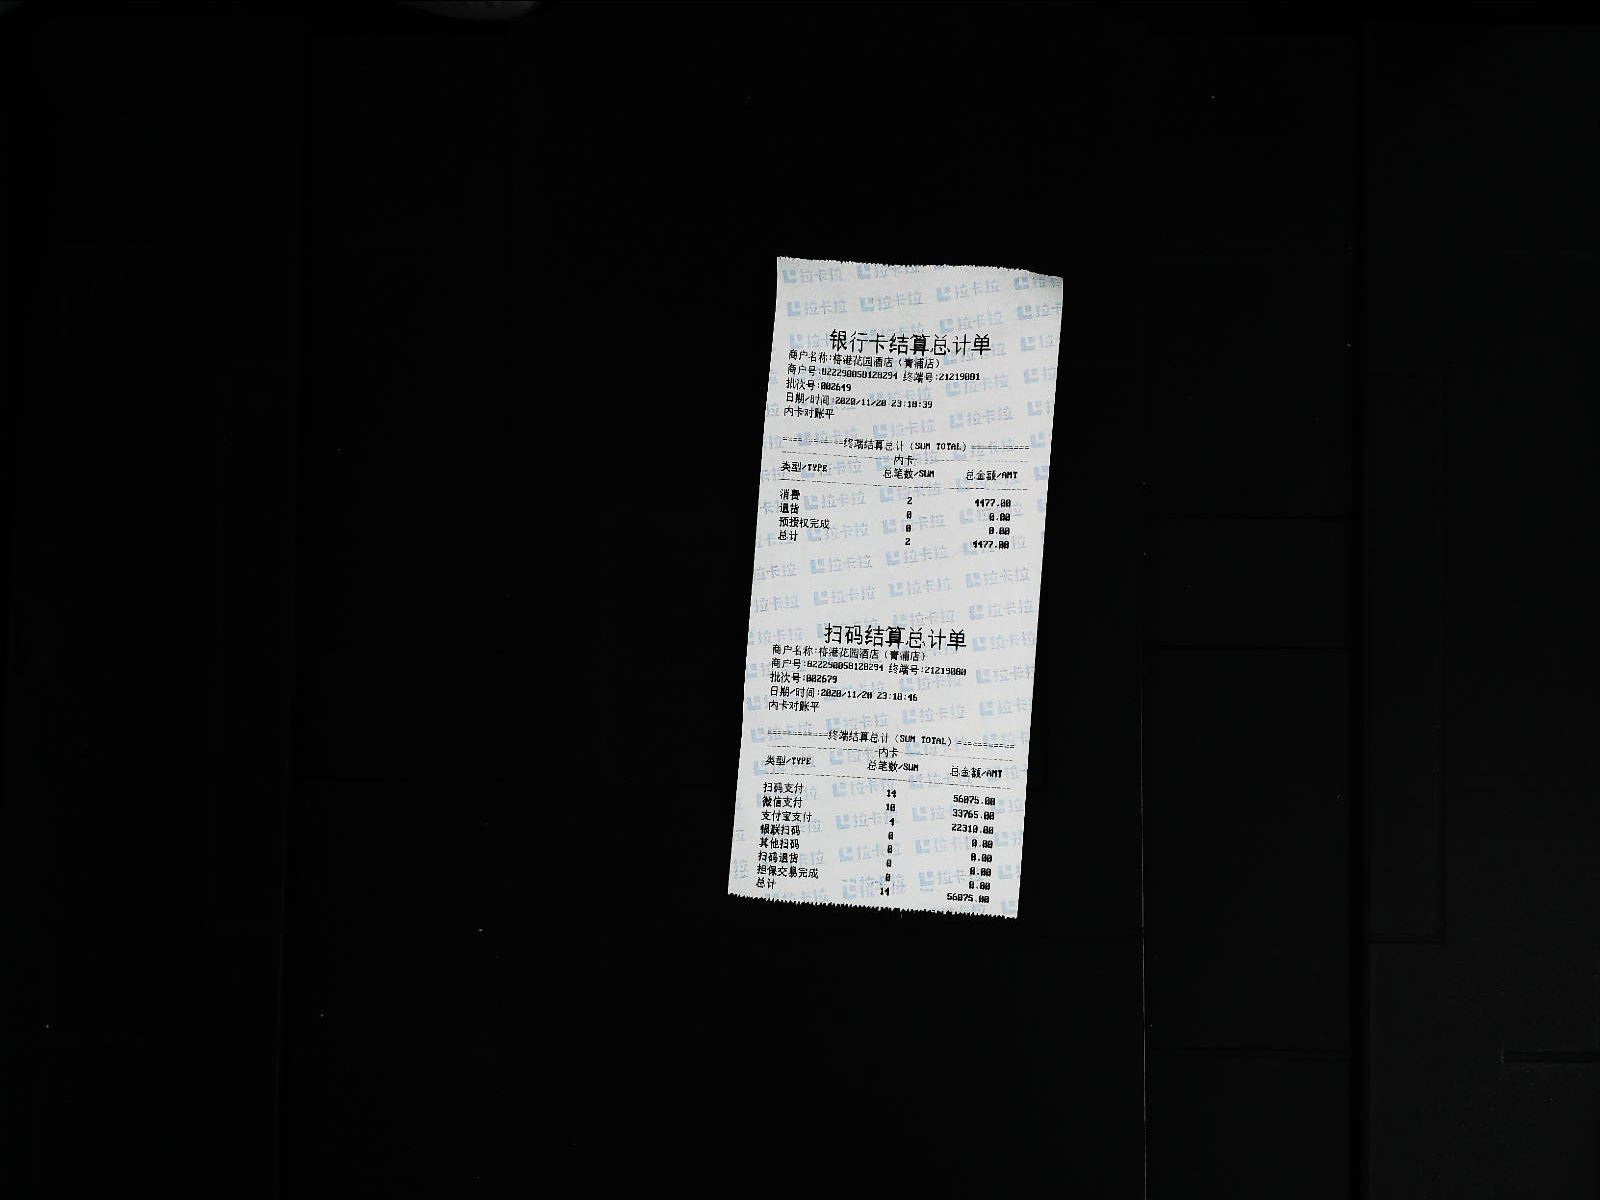 银行卡结算总计单
商户名称:榕港花园酒店（青浦店）
商户号:822290058120294 终端号:21219001
批次号:002649
日期/时间:2020/11/20 23:18:39
内卡对账平
==========终端结算总计(SUM TOTAL)==========
内卡
类型/TYPE 总笔数/SUM 总金额/AMT
消费 2 4477.00
退货 0 0.00
预授权完成 0 0.00
总计 2 4477.00
扫码结算总计单
商户名称:榕港花园酒店（青浦店）
商户号:822290058120294 终端号:21219000
批次号:002679
日期/时间:2020/11/20 23:18:46
内卡对账平
==========终端结算总计(SUM TOTAL)==========
内卡
类型/TYPE 总笔数/SUM 总金额/AMT
扫码支付 14 56075.00
微信支付 10 33765.00
支付宝支付 4 22310.00
银联扫码 0 0.00
其他扫码 0 0.00
扫码退货 0 0.00
担保交易完成 0 0.00
总计 14 56075.00